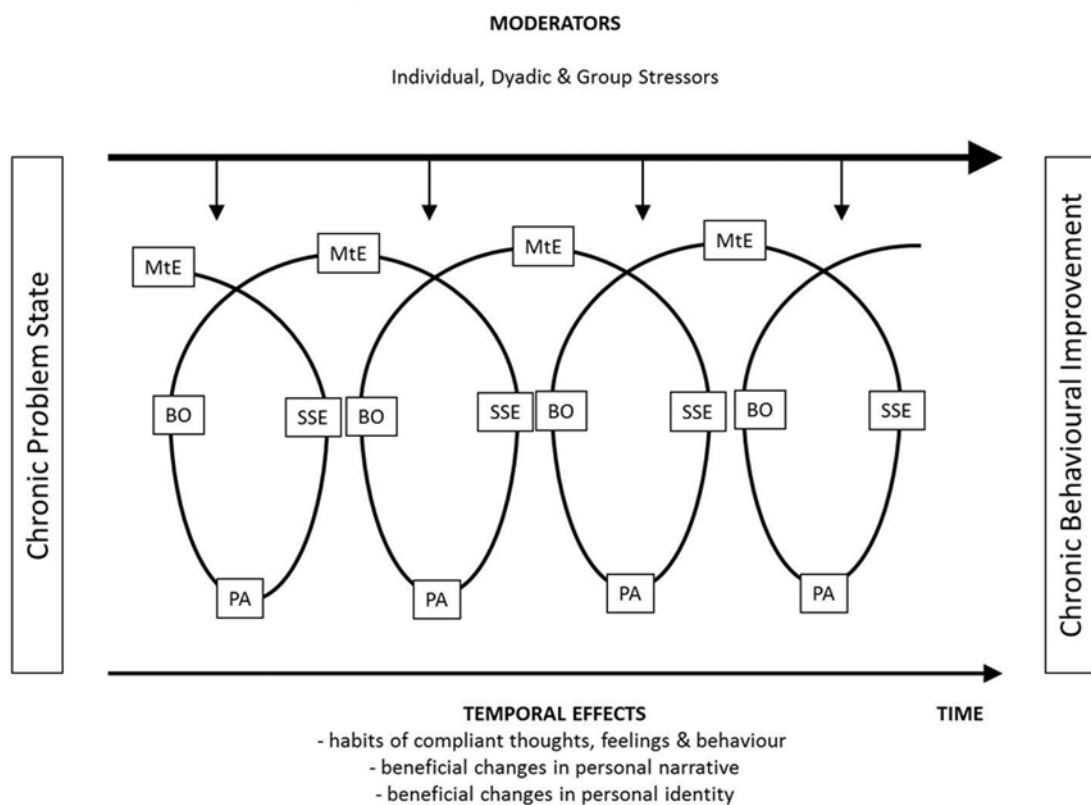 MODERATORS
Individual, Dyadic & Group Stressors
Chronic Problem State
MtE
MtE
MtE
MtE
BO
SSE
BO
SSE
BO
SSE
BO
SSE
PA
PA
PA
PA
Chronic Behavioural Improvement
TEMPORAL EFFECTS
TIME
- habits of compliant thoughts, feelings & behaviour
- beneficial changes in personal narrative
- beneficial changes in personal identity